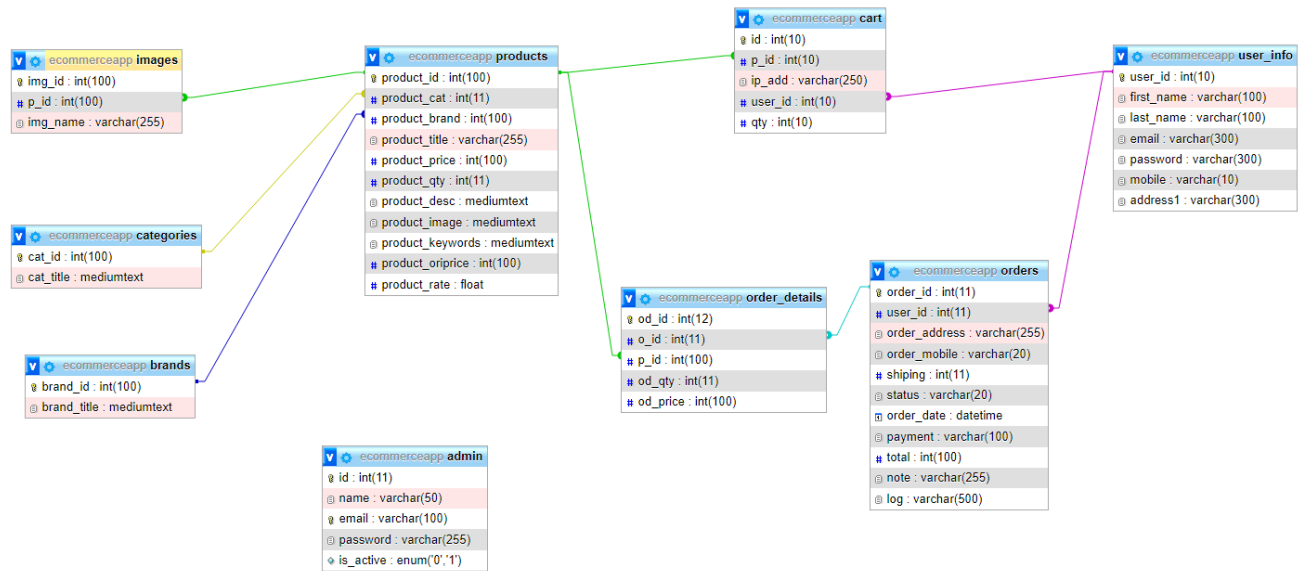 ecommerceapp images
img_id : int(100)
p_id : int(100)
img_name : varchar(255)
ecommerceapp products
product_id : int(100)
product_cat : int(11)
product_brand : int(100)
product_title : varchar(255)
product_price : int(100)
product_qty : int(11)
product_desc : mediumtext
product_image : mediumtext
product_keywords : mediumtext
product_oriprice : int(100)
product_rate : float
ecommerceapp cart
id : int(10)
p_id : int(10)
ip_add : varchar(250)
user_id : int(10)
qty : int(10)
ecommerceapp user_info
user_id : int(10)
first_name : varchar(100)
last_name : varchar(100)
email : varchar(300)
password : varchar(300)
mobile : varchar(10)
address1 : varchar(300)
ecommerceapp categories
cat_id : int(100)
cat_title : mediumtext
ecommerceapp brands
brand_id : int(100)
brand_title : mediumtext
ecommerceapp order_details
od_id : int(12)
o_id : int(11)
p_id : int(100)
od_qty : int(11)
od_price : int(100)
ecommerceapp orders
order_id : int(11)
user_id : int(11)
order_address : varchar(255)
order_mobile : varchar(20)
shiping : int(11)
status : varchar(20)
order_date : datetime
payment : varchar(100)
total : int(100)
note : varchar(255)
log : varchar(500)
ecommerceapp admin
id : int(11)
name : varchar(50)
email : varchar(100)
password : varchar(255)
is_active : enum('0','1')